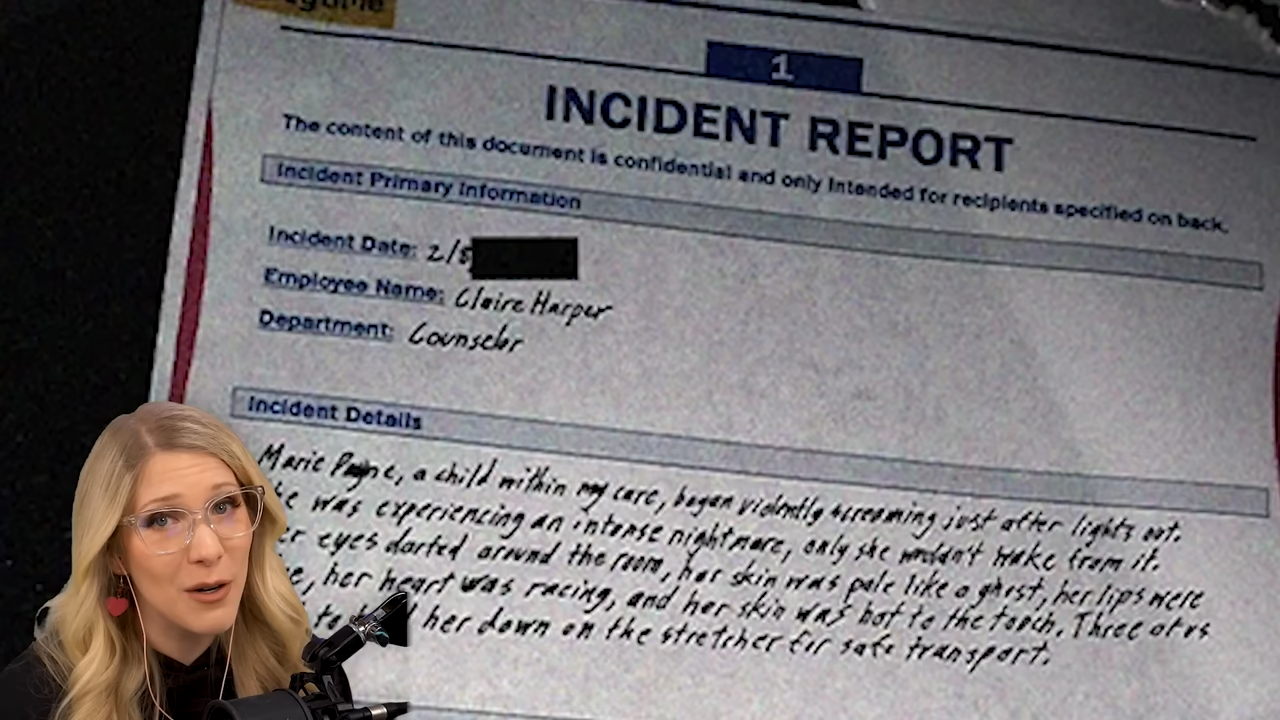 1
INCIDENT REPORT
The content of this document is confidential and only intended for recipients specified on back.
Incident Primary Information
Incident Date: 2/8
Employee Name: Claire Harper
Department: Counselor
Incident Details
Marie Payne, a child within my care, began violently screaming just after lights out.
was experiencing an intense nightmare, only she wouldn't wake from it.
eyes darted around the room, her skin was pale like a ghost, her lips were
her heart was racing, and her skin was hot to the touch. Three of us
to her down on the stretcher for safe transport.